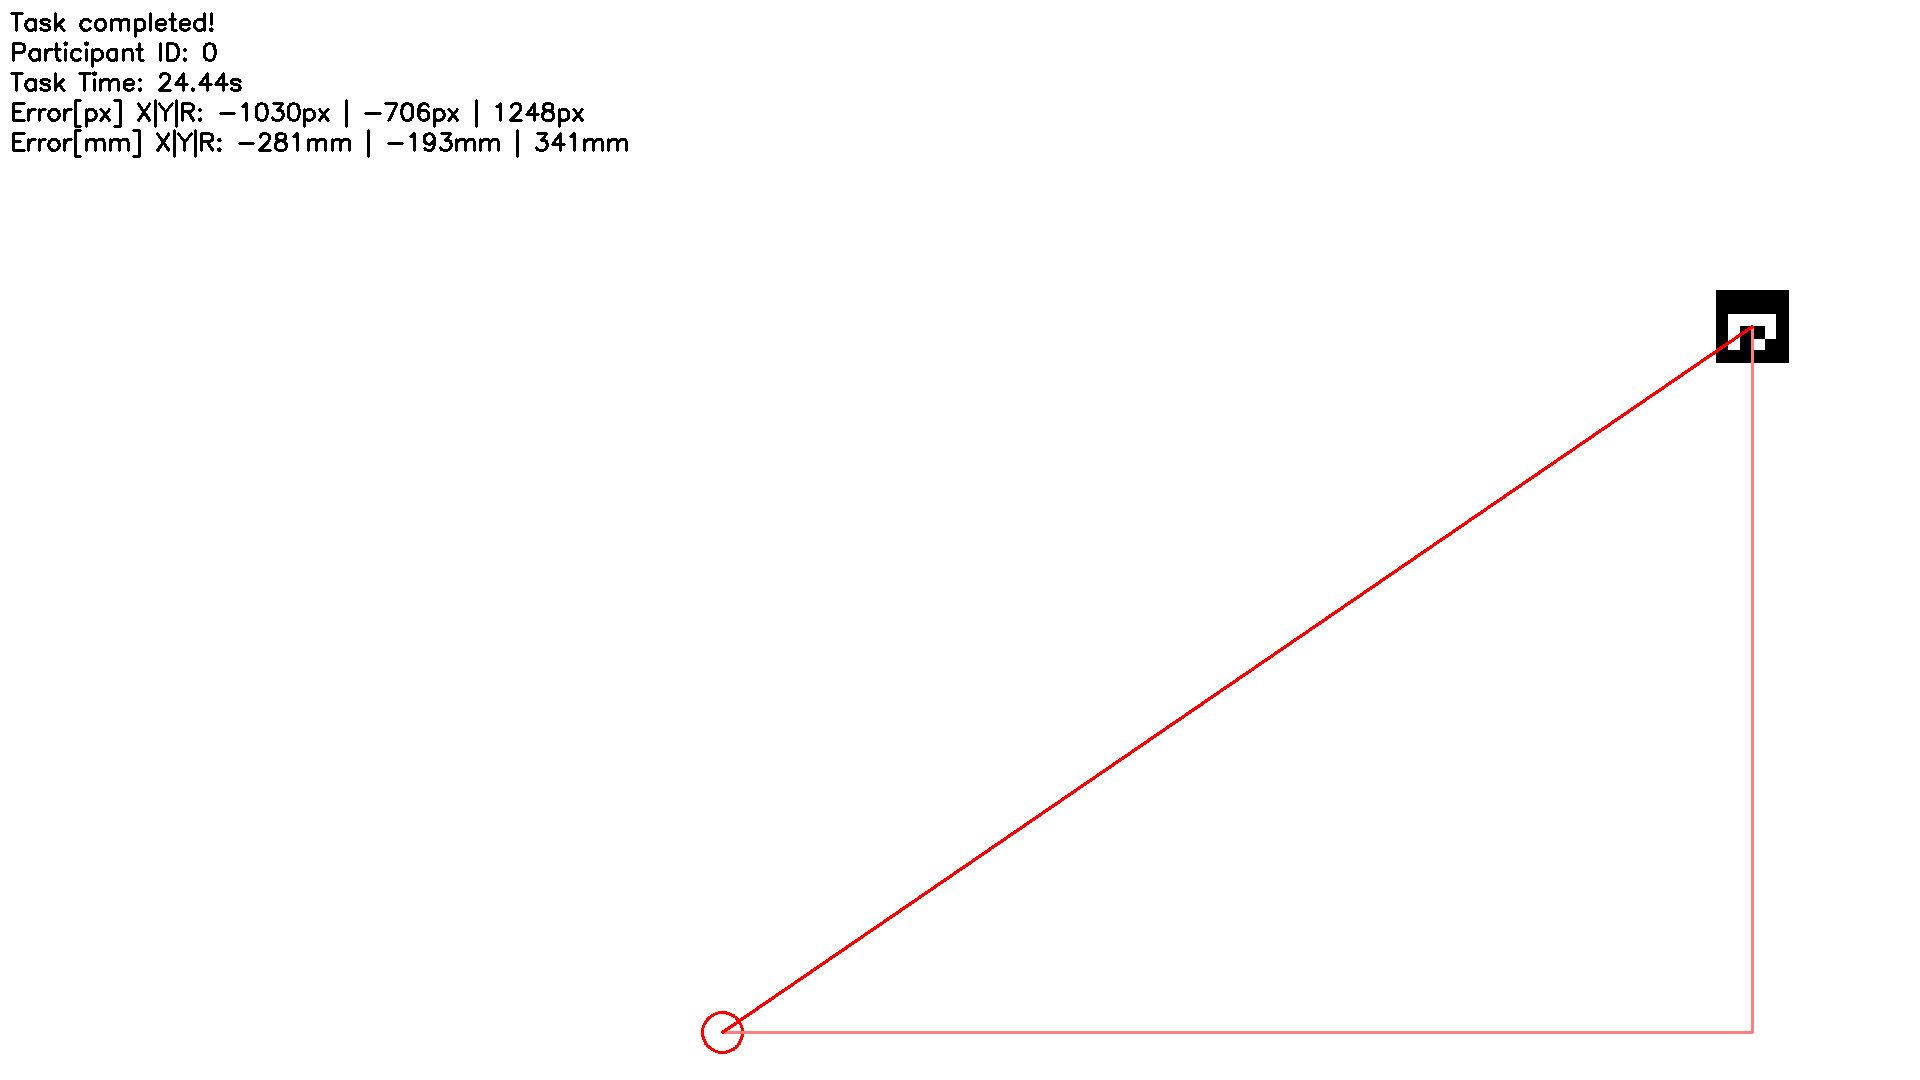 Task completed!
Participant ID: 0
Task Time: 24.44s
Error[px] X|Y|R: -1030px | -706px | 1248px
Error[mm] X|Y|R: -281mm | -193mm | 341mm